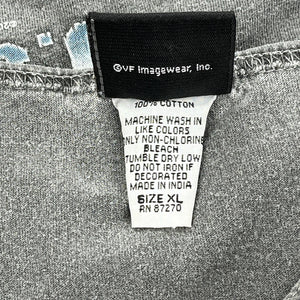 ©VF Imagewear, Inc.
100% COTTON
MACHINE WASH IN
LIKE COLORS
ONLY NON-CHLORINE
BLEACH
TUMBLE DRY LOW
DO NOT IRON IF
DECORATED
MADE IN INDIA
SIZE XL
RN 87270